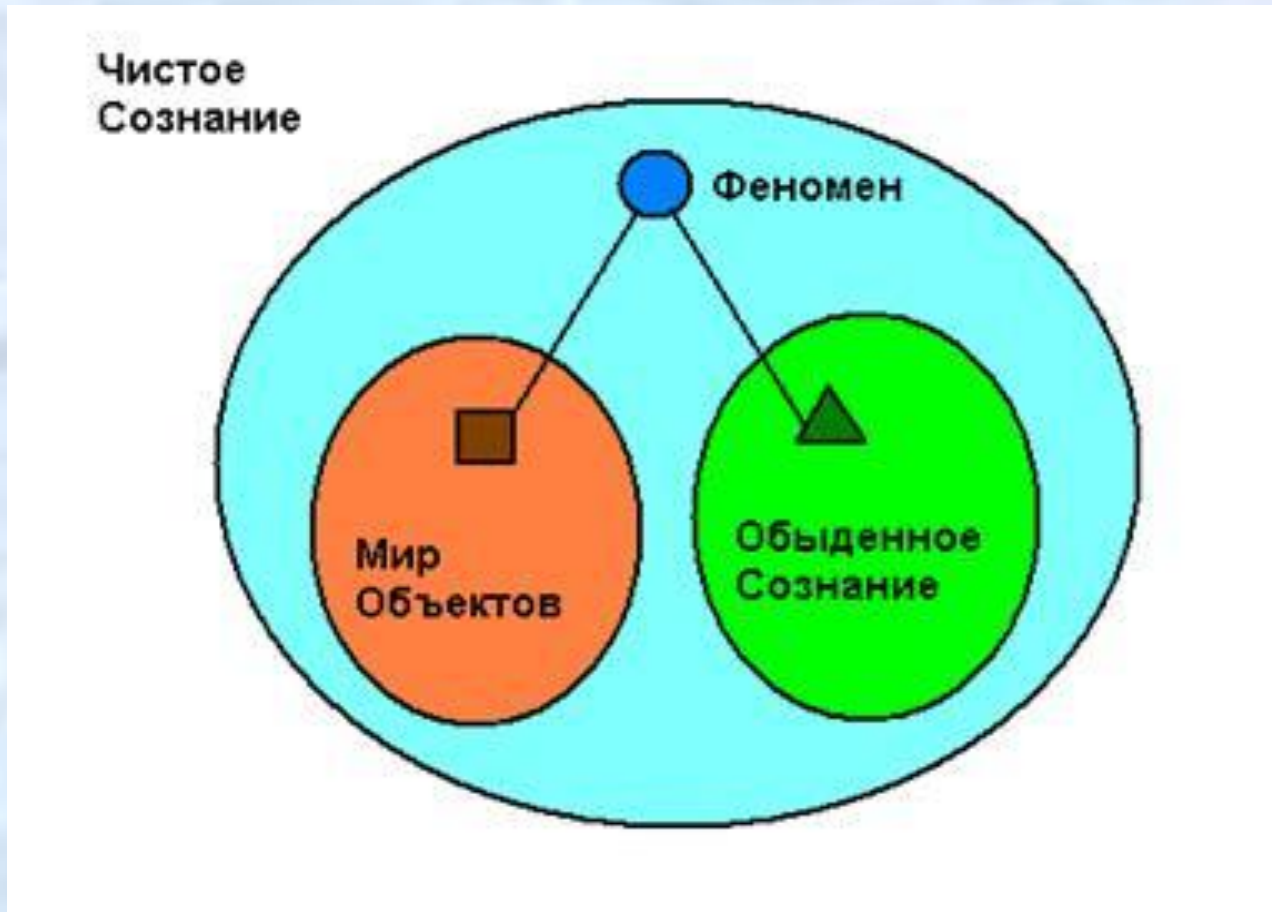 Чистое
Сознание
Феномен
Мир
Объектов
Обыденное
Сознание